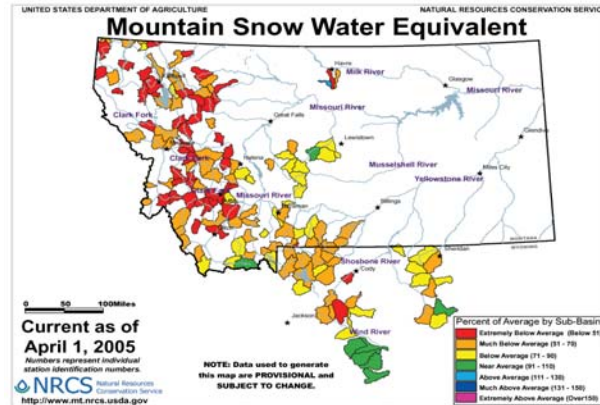 UNITED STATES DEPARTMENT OF AGRICULTURE
NATURAL RESOURCES CONSERVATION SERVICE
Mountain Snow Water Equivalent
Havre
Milk River
Glasgow
Missouri River
Missouri River
Clark Fork
Great Falls
Lewistown
Glendive
Musselshell River
Miles City
Helena
Yellowstone River
Missouri River
Billings
MONTANA
WYOMING
Shoshone River
Sheridan
Cody
0 50 100Miles
Jackson
Wind River
Current as of
April 1, 2005
Numbers represent individual
station identification numbers.
NRCS Natural Resources
Conservation Service
http://www.mt.nrcs.usda.gov
NOTE: Data used to generate
this map are PROVISIONAL and
SUBJECT TO CHANGE.
Percent of Average by Sub-Basin
Extremely Below Average (Below 51)
Much Below Average (51 - 70)
Below Average (71 - 90)
Near Average (91 - 110)
Above Average (111 - 130)
Much Above Average (131 - 150)
Extremely Above Average (Over150)